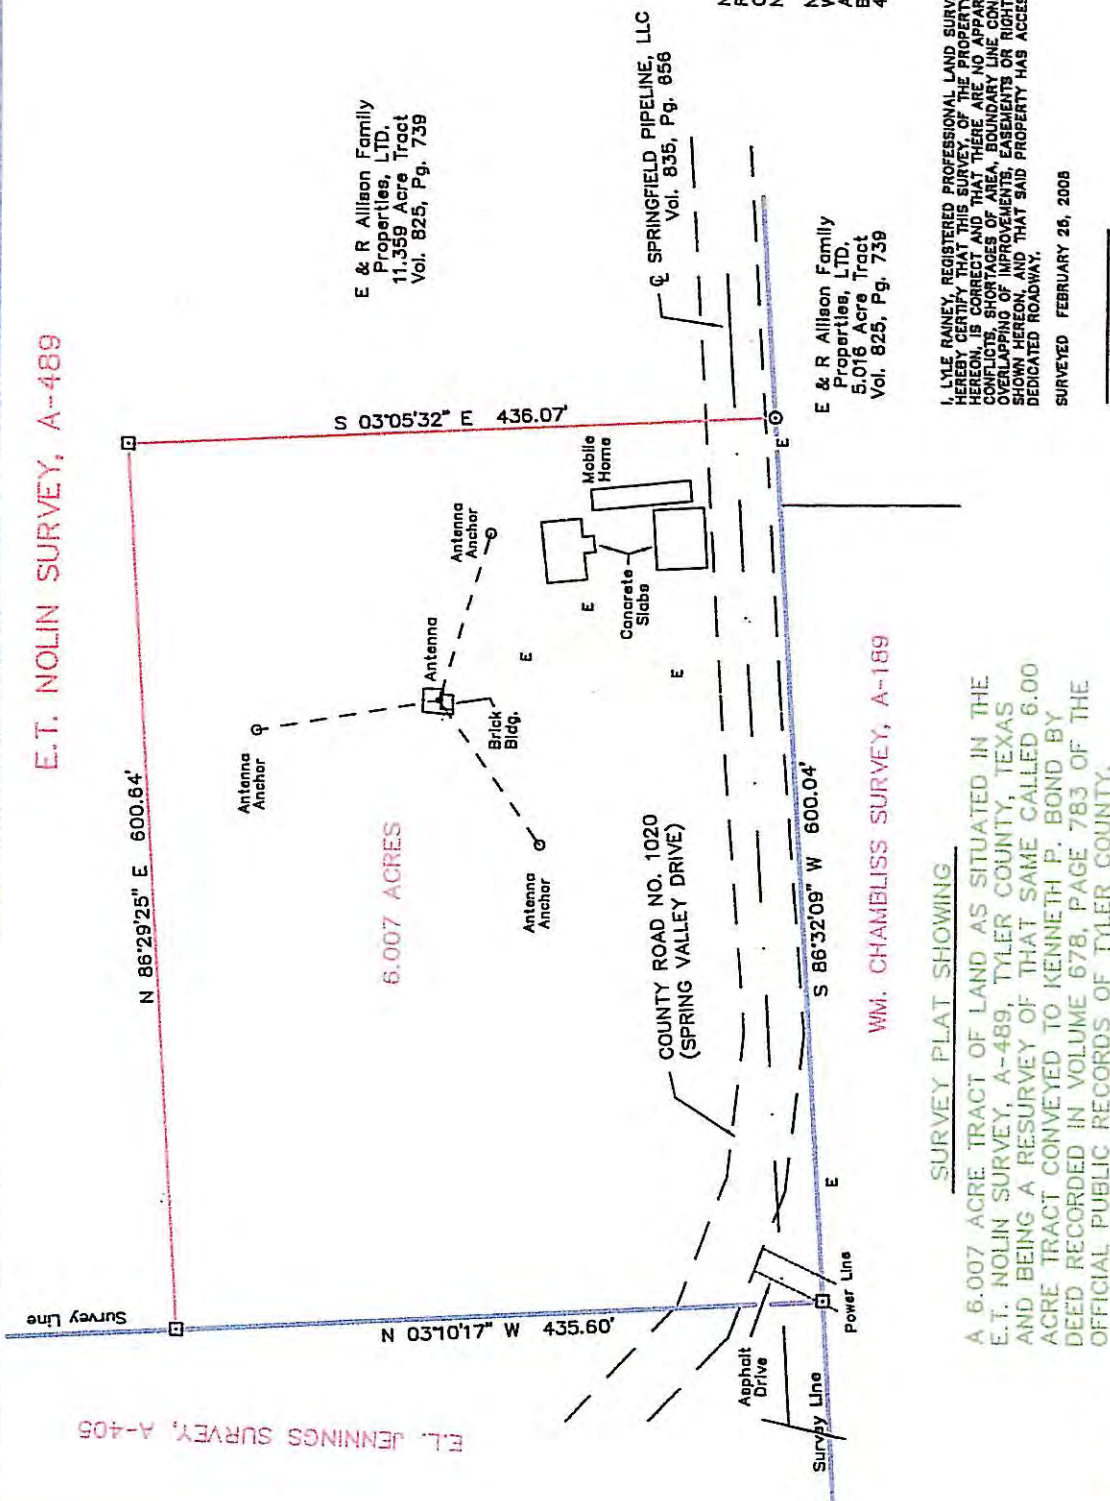 E.T. NOLIN SURVEY, A-489
N 86°29'25" E 600.64'
Survey Line
N 03°10'17" W 435.60'
E.L. JENNINGS SURVEY, A-405
S 03°05'32" E 436.07'
E & R Allison Family
Properties, LTD.
11.359 Acre Tract
Vol. 825, Pg. 739
Antenna
Anchor
Antenna
Antenna
Anchor
Brick
Bldg.
Antenna
Anchor
6.007 ACRES
E
E
E
Mobile
Home
Concrete
Slabs
COUNTY ROAD NO. 1020
(SPRING VALLEY DRIVE)
℄ SPRINGFIELD PIPELINE, LLC
Vol. 835, Pg. 656
E
E
S 86°32'09" W 600.04'
Asphalt
Drive
Power Line
Survey Line
E & R Allison Family
Properties, LTD.
5.016 Acre Tract
Vol. 825, Pg. 739
WM. CHAMBLISS SURVEY, A-189
SURVEY PLAT SHOWING
A 6.007 ACRE TRACT OF LAND AS SITUATED IN THE
E.T. NOLIN SURVEY, A-489, TYLER COUNTY, TEXAS
AND BEING A RESURVEY OF THAT SAME CALLED 6.00
ACRE TRACT CONVEYED TO KENNETH P. BOND BY
DEED RECORDED IN VOLUME 678, PAGE 783 OF THE
OFFICIAL PUBLIC RECORDS OF TYLER COUNTY.
I, LYLE RAINEY, REGISTERED PROFESSIONAL LAND SURV
HEREBY CERTIFY THAT THIS SURVEY, OF THE PROPERTY
HEREON, IS CORRECT AND THAT THERE ARE NO APPAR
CONFLICTS, SHORTAGES OF AREA, BOUNDARY LINE CON
OVERLAPPING OF IMPROVEMENTS, EASEMENTS OR RIGHT
SHOWN HEREON, AND THAT SAID PROPERTY HAS ACCES
DEDICATED ROADWAY.
SURVEYED FEBRUARY 26, 2008